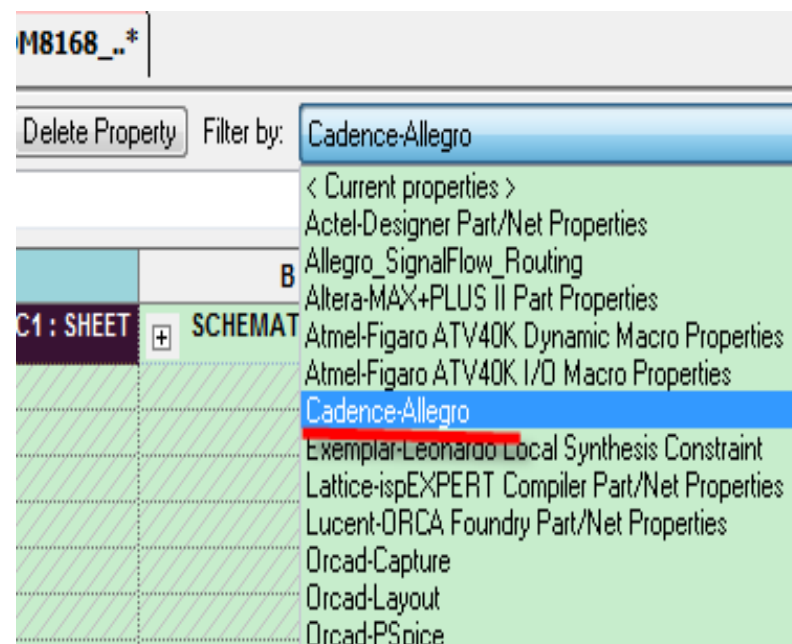 M8168_..*
Delete Property Filter by: Cadence-Allegro
< Current properties >
Actel-Designer Part/Net Properties
B Allegro_SignalFlow_Routing
Altera-MAX+PLUS II Part Properties
C1 : SHEET + SCHEMAT Atmel-Figaro ATV40K Dynamic Macro Properties
Atmel-Figaro ATV40K I/O Macro Properties
Cadence-Allegro
Exemplar-Leonardo Local Synthesis Constraint
Lattice-ispEXPERT Compiler Part/Net Properties
Lucent-ORCA Foundry Part/Net Properties
Orcad-Capture
Orcad-Layout
Orcad-PSpice